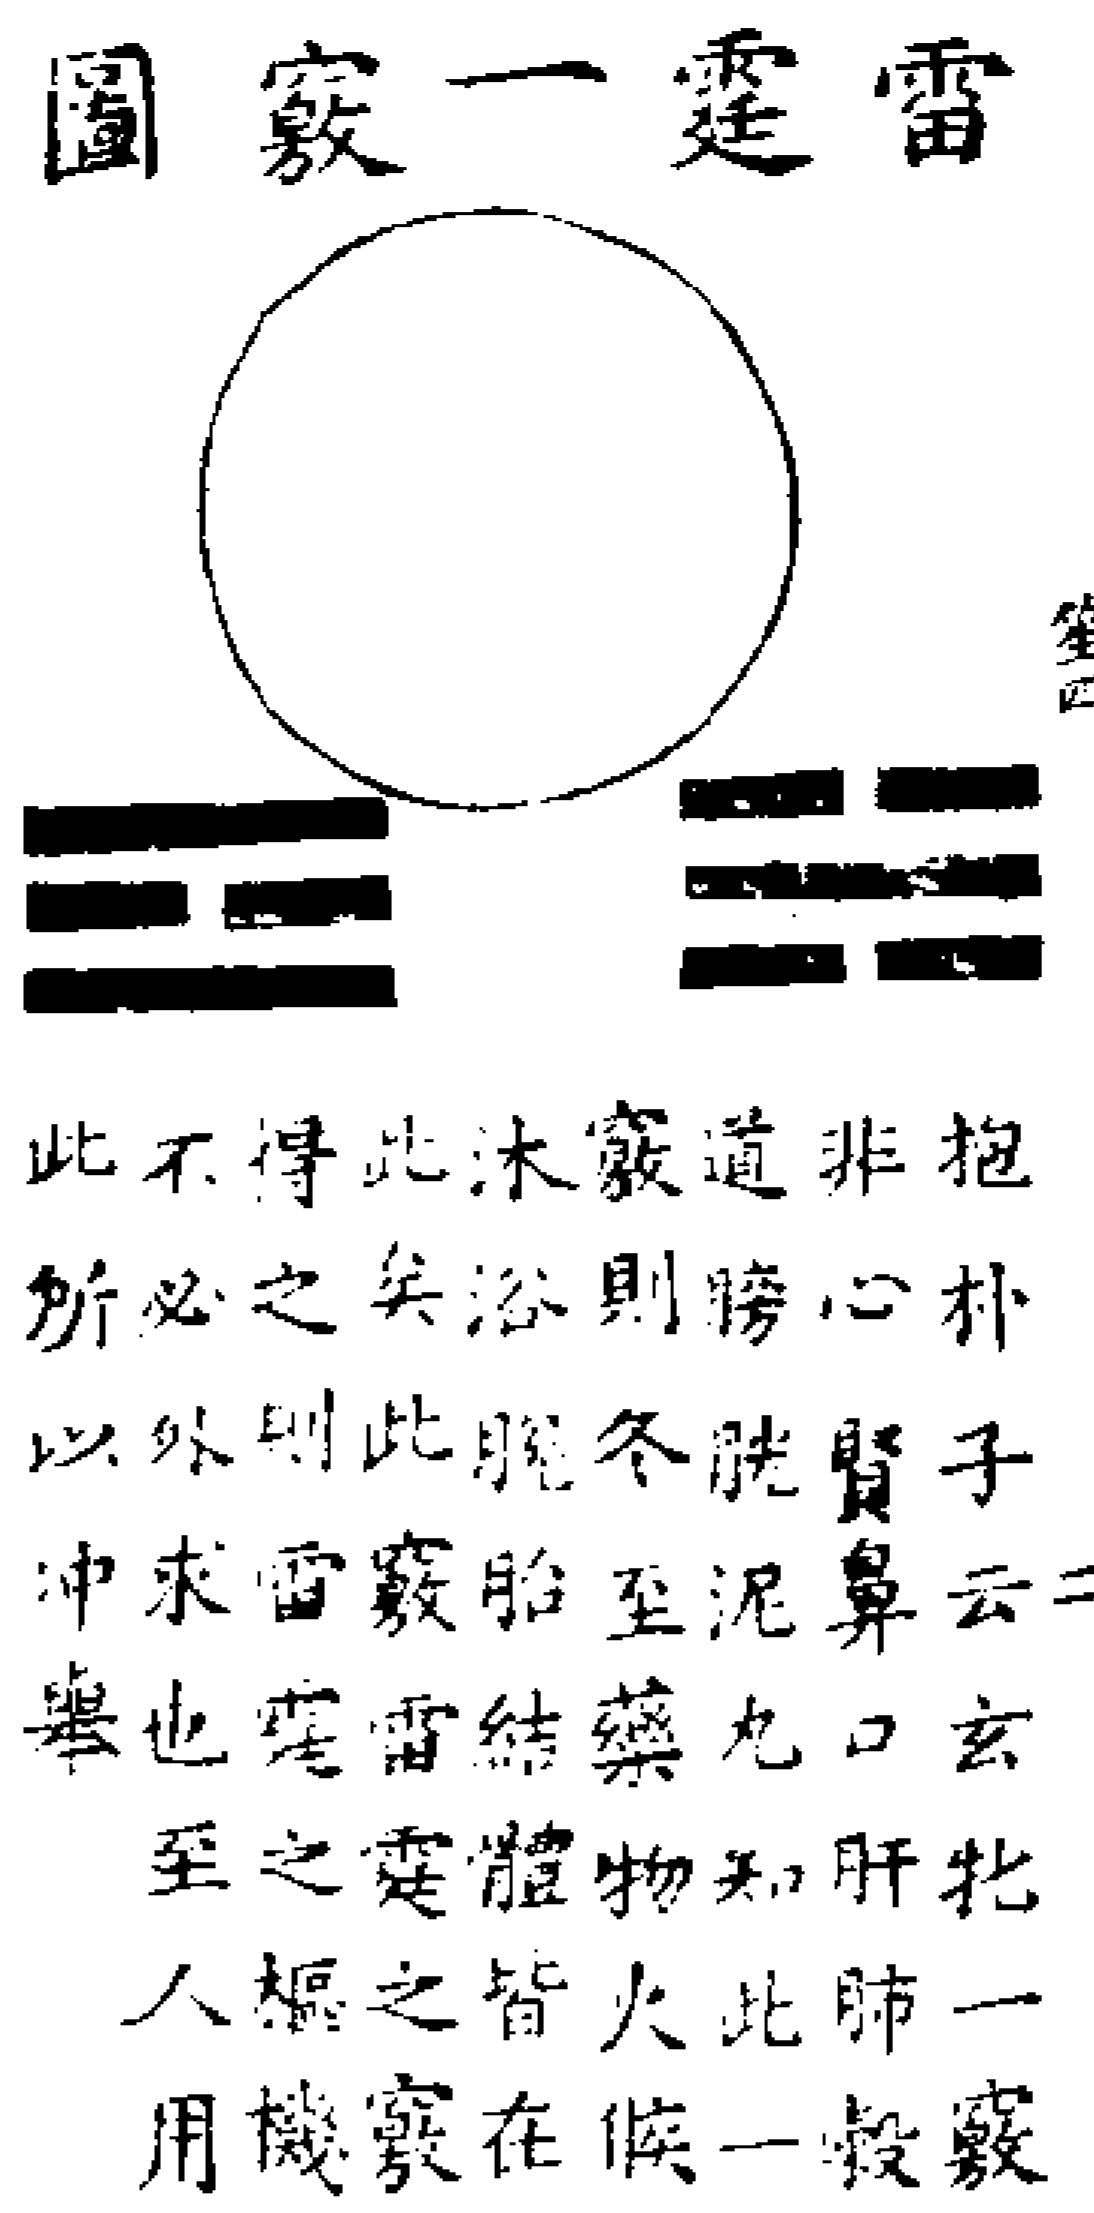 雷霆一竅圖
抱朴子云玄牝一竅
非心腎鼻口肝肺穀
道膀胱泥丸知此一
竅則冬至藥物火候
沐浴脫胎結體皆在
此矣此竅雷霆之竅
得之則雷霆之樞機
不必外求也至人用
此所以冲舉